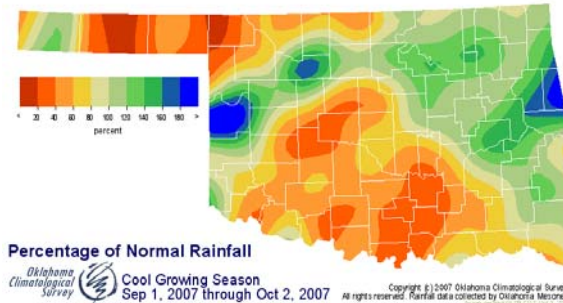 < 20 40 60 80 100 120 140 160 180 >
percent
Percentage of Normal Rainfall
Oklahoma
Climatological
Survey
Cool Growing Season
Sep 1, 2007 through Oct 2, 2007
Copyright (c) 2007 Oklahoma Climatological Surve
All rights reserved. Rainfall data collected by Oklahoma Mesone